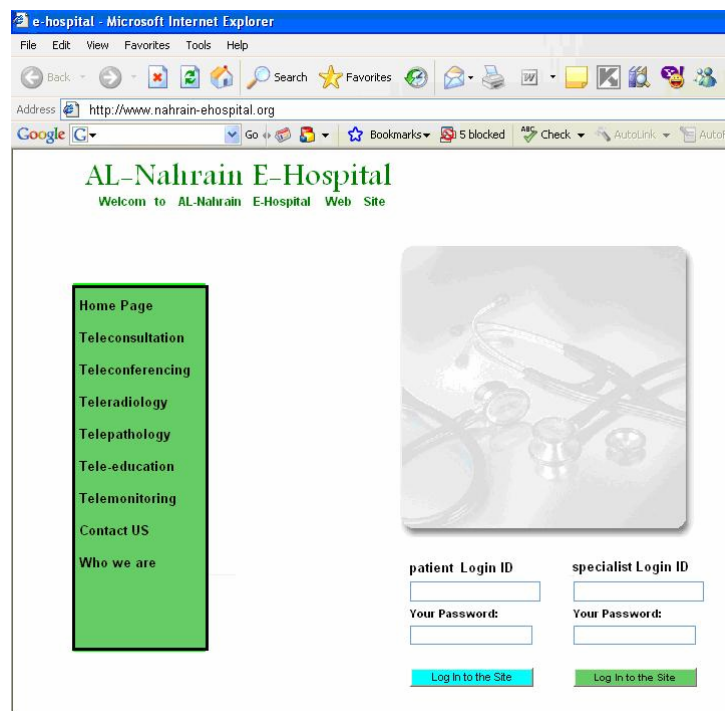 e-hospital - Microsoft Internet Explorer
File Edit View Favorites Tools Help
Back Search Favorites
Address http://www.nahrain-ehospital.org
Google G Go Bookmarks 5 blocked ABC Check AutoLink
AL-Nahrain E-Hospital
Welcom to AL-Nahrain E-Hospital Web Site
Home Page
Teleconsultation
Teleconferencing
Teleradiology
Telepathology
Tele-education
Telemonitoring
Contact US
Who we are
patient Login ID specialist Login ID
Your Password: Your Password:
Log In to the Site Log In to the Site